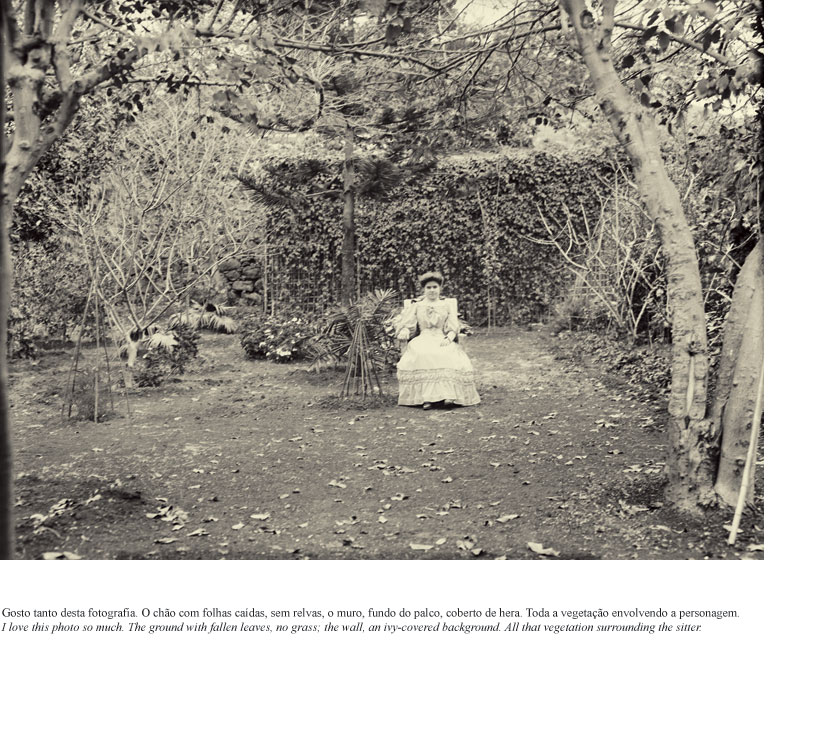 Gosto tanto desta fotografia. O chão com folhas caidas, sem relvas, o muro, fundo do palco, coberto de hera. Toda a vegetação envolvendo a personagem.
I love this photo so much. The ground with fallen leaves, no grass; the wall, an ivy-covered background. All that vegetation surrounding the sitter.